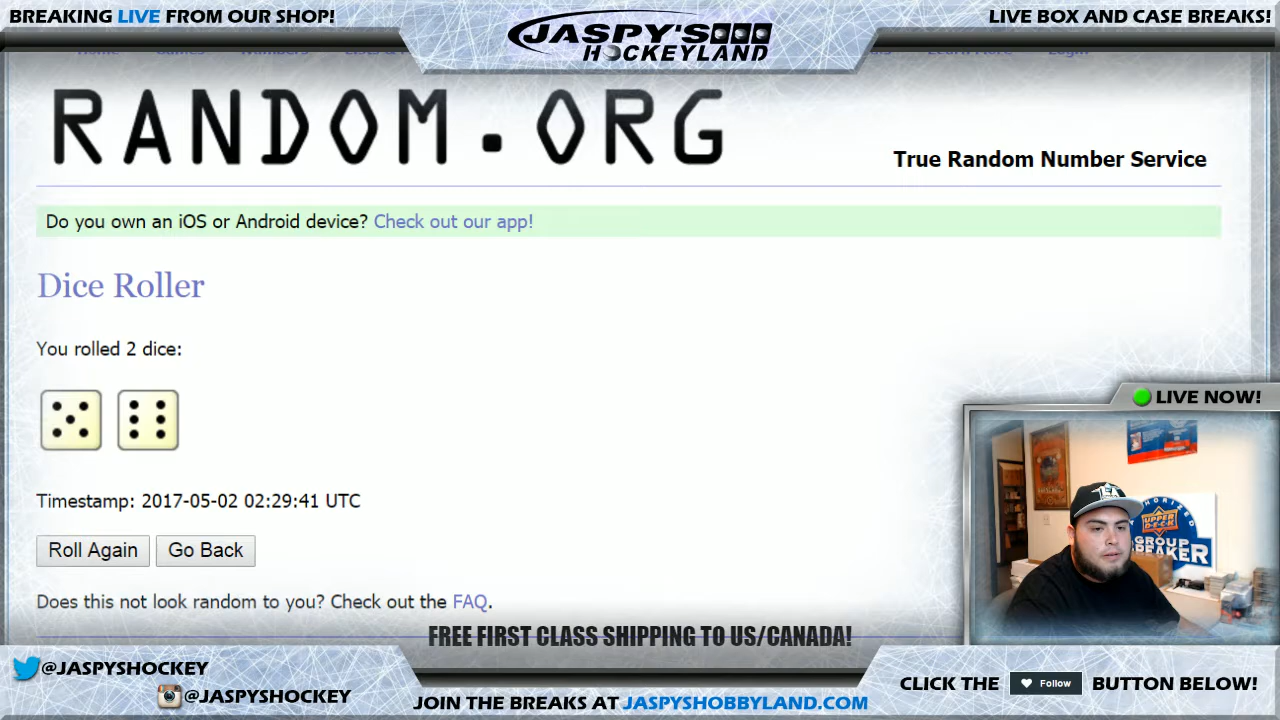 BREAKING LIVE FROM OUR SHOP!
JASPY'S
HOCKEYLAND
LIVE BOX AND CASE BREAKS!
RANDOM.ORG
True Random Number Service
Do you own an iOS or Android device? Check out our app!
Dice Roller
You rolled 2 dice:
Timestamp: 2017-05-02 02:29:41 UTC
Roll Again
Go Back
Does this not look random to you? Check out the FAQ.
LIVE NOW!
UPPER
DECK
GROUP
BREAKER
FREE FIRST CLASS SHIPPING TO US/CANADA!
@JASPYSHOCKEY
@JASPYSHOCKEY
JOIN THE BREAKS AT JASPYSHOBBYLAND.COM
CLICK THE Follow BUTTON BELOW!